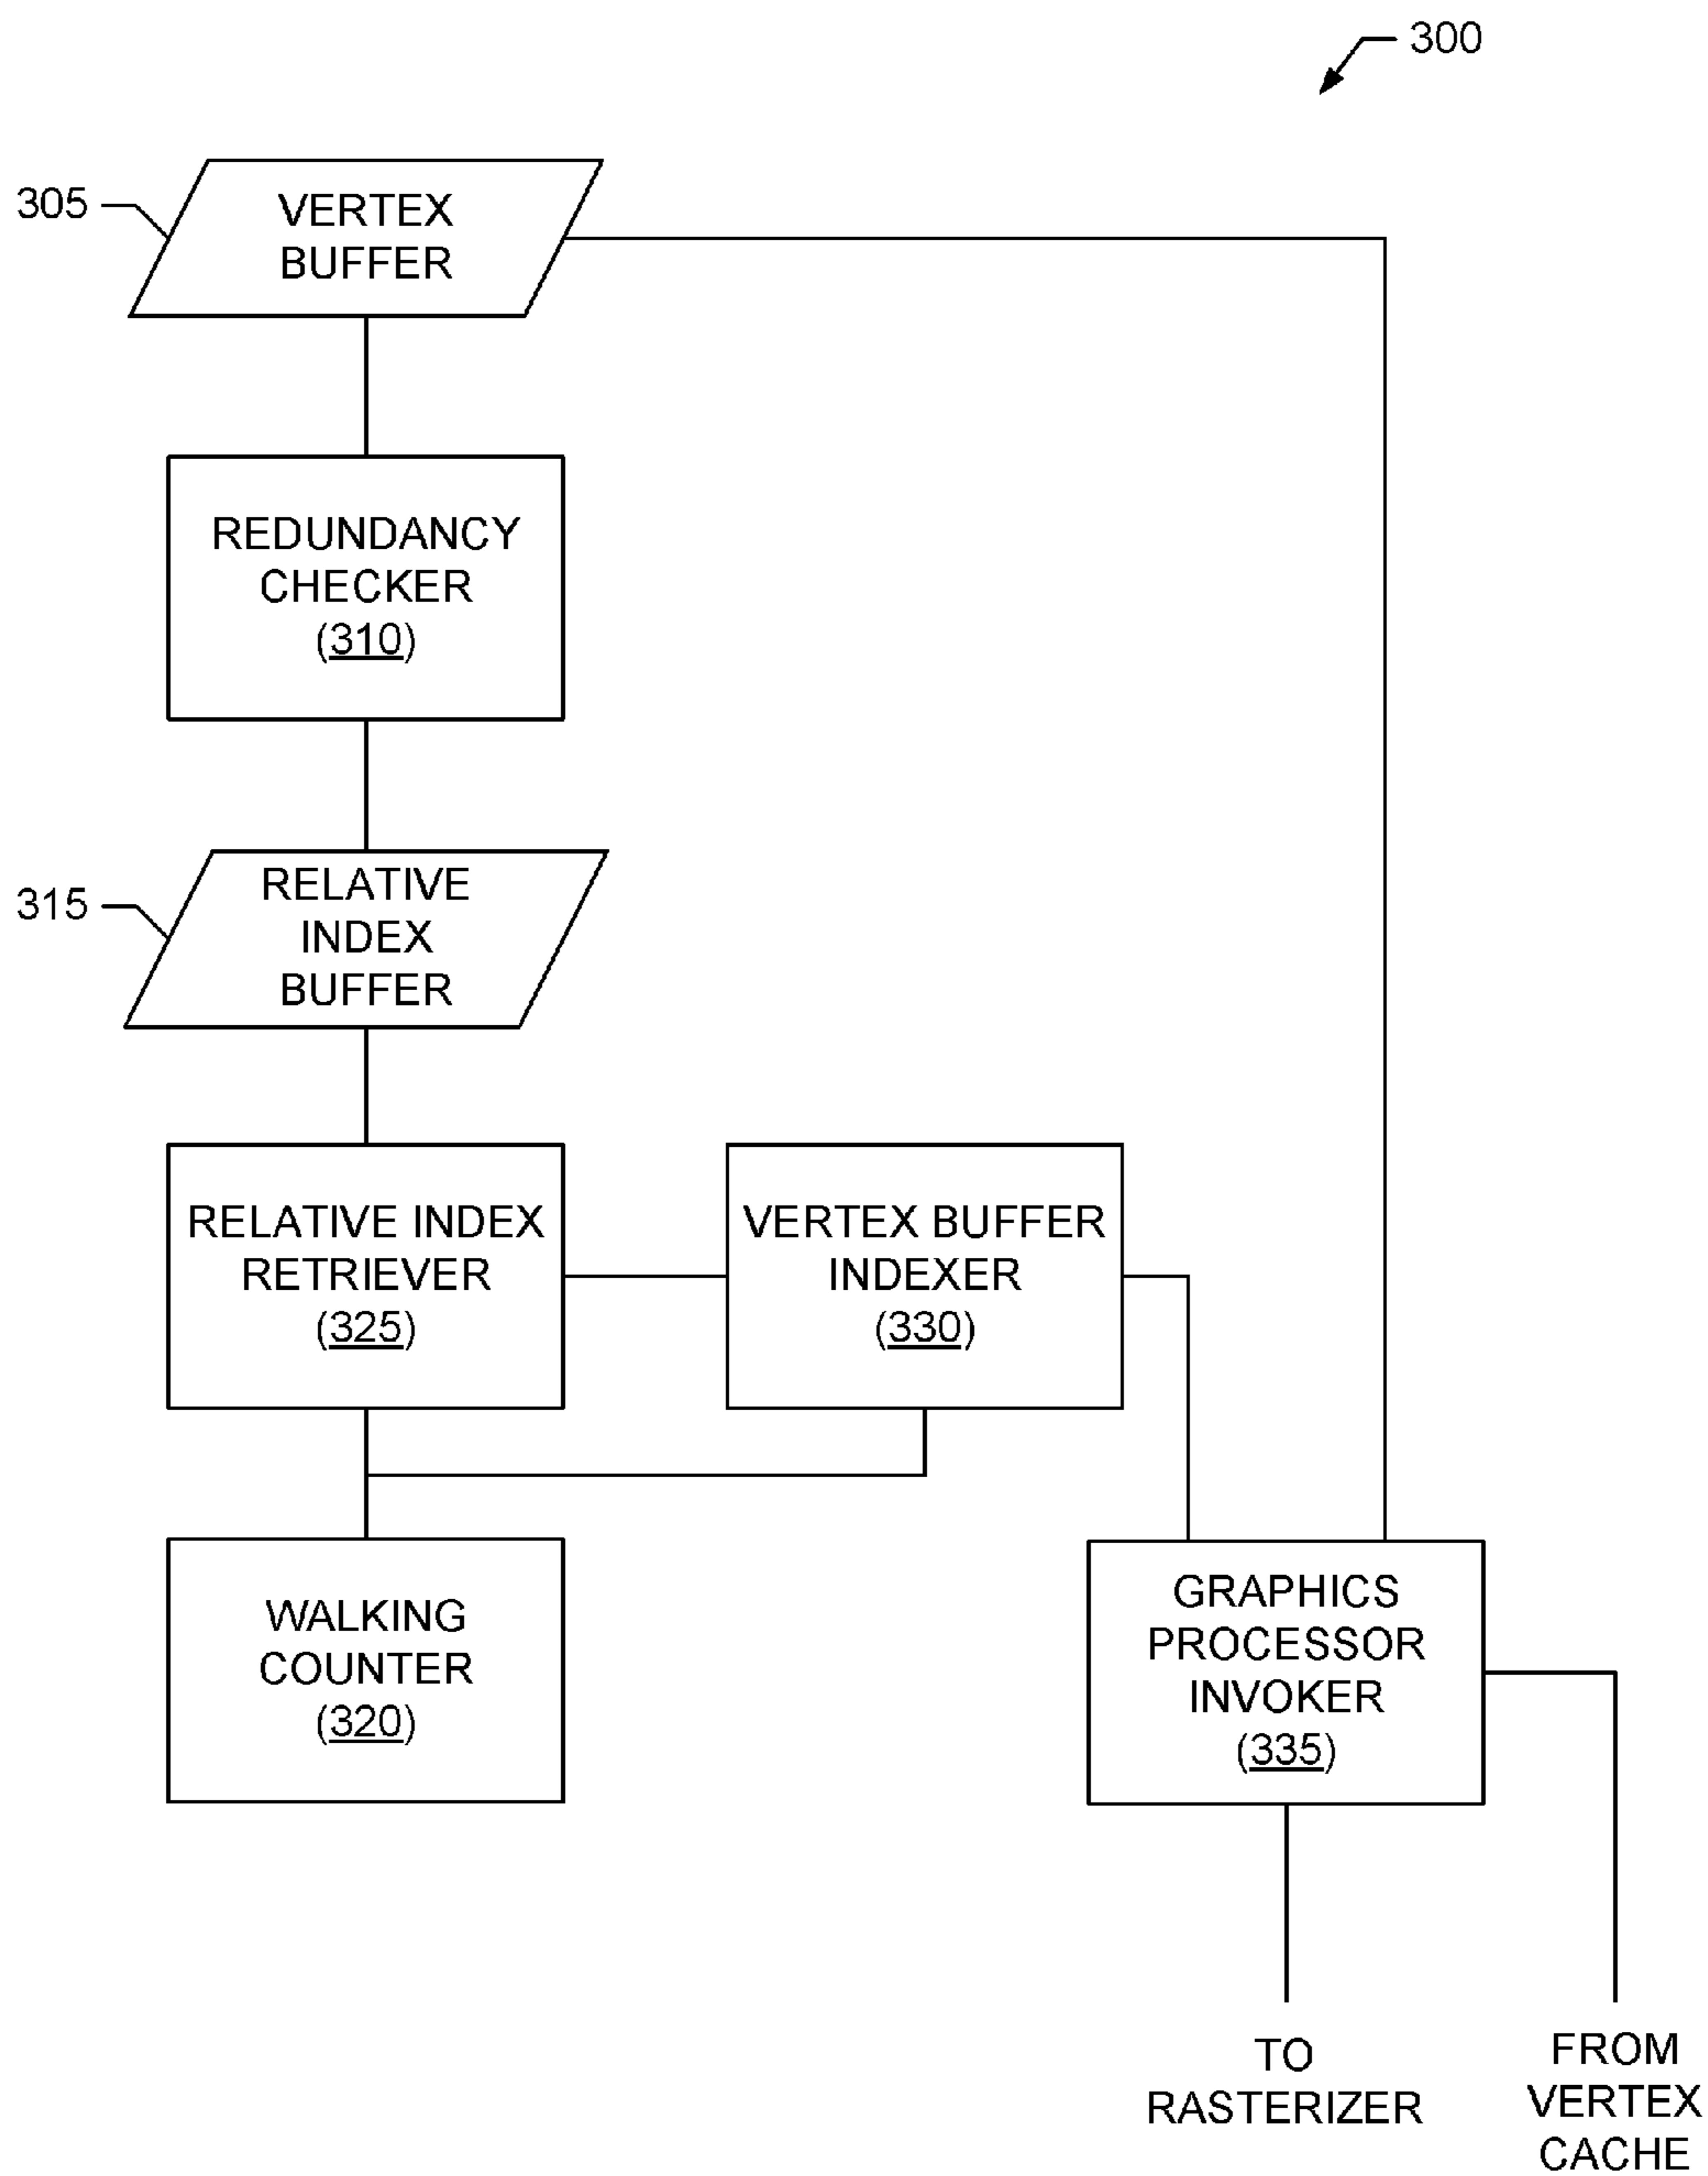 300
305
VERTEX
BUFFER
REDUNDANCY
CHECKER
(310)
315
RELATIVE
INDEX
BUFFER
RELATIVE INDEX
RETRIEVER
(325)
VERTEX BUFFER
INDEXER
(330)
WALKING
COUNTER
(320)
GRAPHICS
PROCESSOR
INVOKER
(335)
TO
RASTERIZER
FROM
VERTEX
CACHE